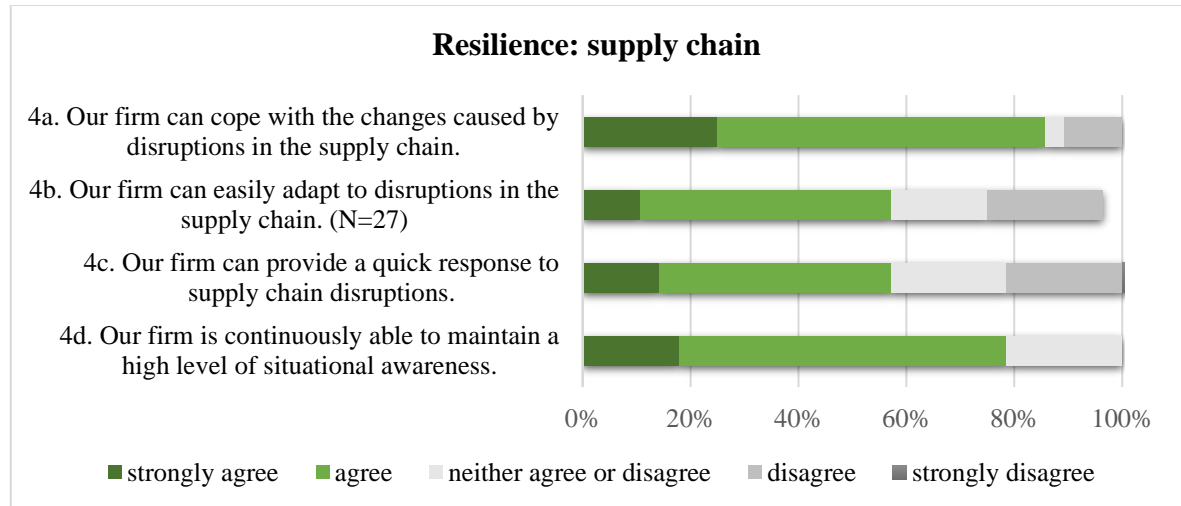 Resilience: supply chain
4a. Our firm can cope with the changes caused by
disruptions in the supply chain.
4b. Our firm can easily adapt to disruptions in the
supply chain. (N=27)
4c. Our firm can provide a quick response to
supply chain disruptions.
4d. Our firm is continuously able to maintain a
high level of situational awareness.
0% 20% 40% 60% 80% 100%
strongly agree agree neither agree or disagree disagree strongly disagree